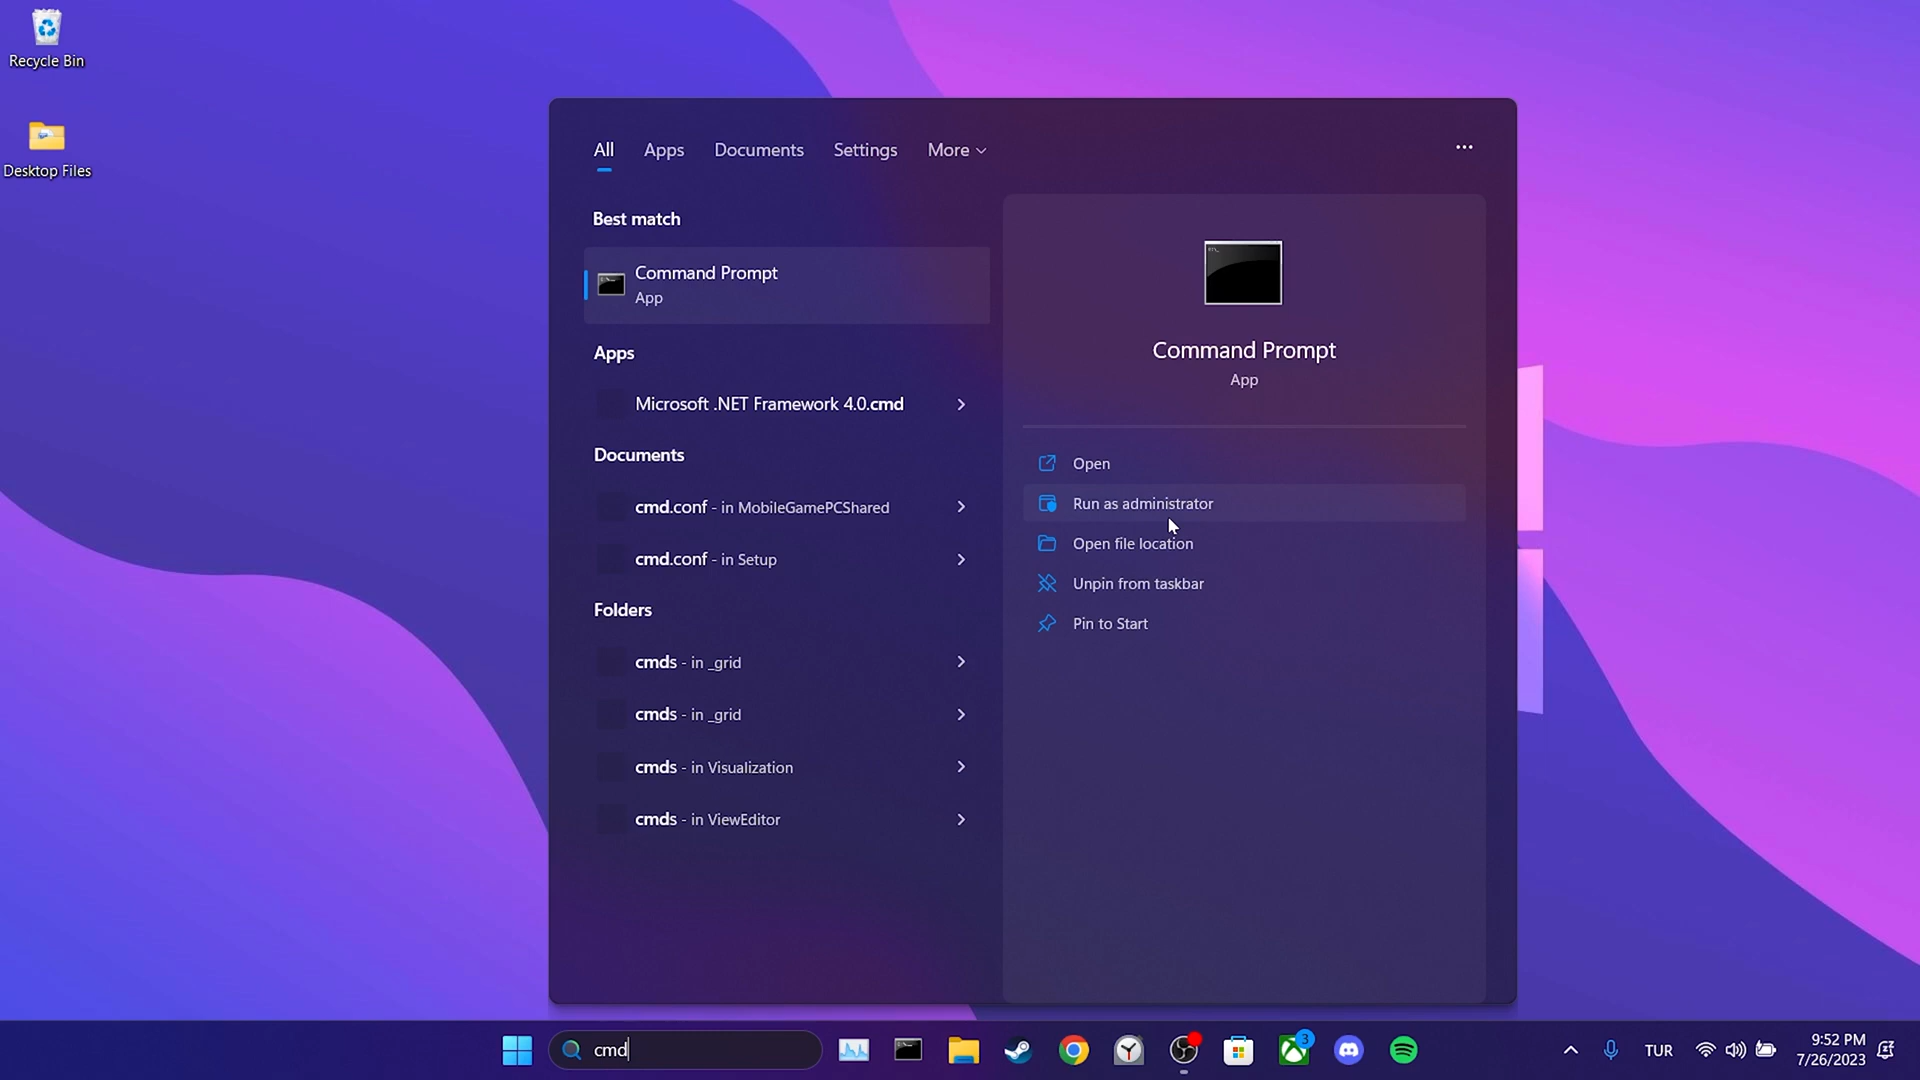 Recycle Bin
Desktop Files
All Apps Documents Settings More
Best match
Command Prompt
App
Apps
Microsoft .NET Framework 4.0.cmd
Documents
cmd.conf - in MobileGamePCShared
cmd.conf - in Setup
Folders
cmds - in _grid
cmds - in _grid
cmds - in Visualization
cmds - in ViewEditor
Command Prompt
App
Open
Run as administrator
Open file location
Unpin from taskbar
Pin to Start
cmd
3
TUR
9:52 PM
7/26/2023